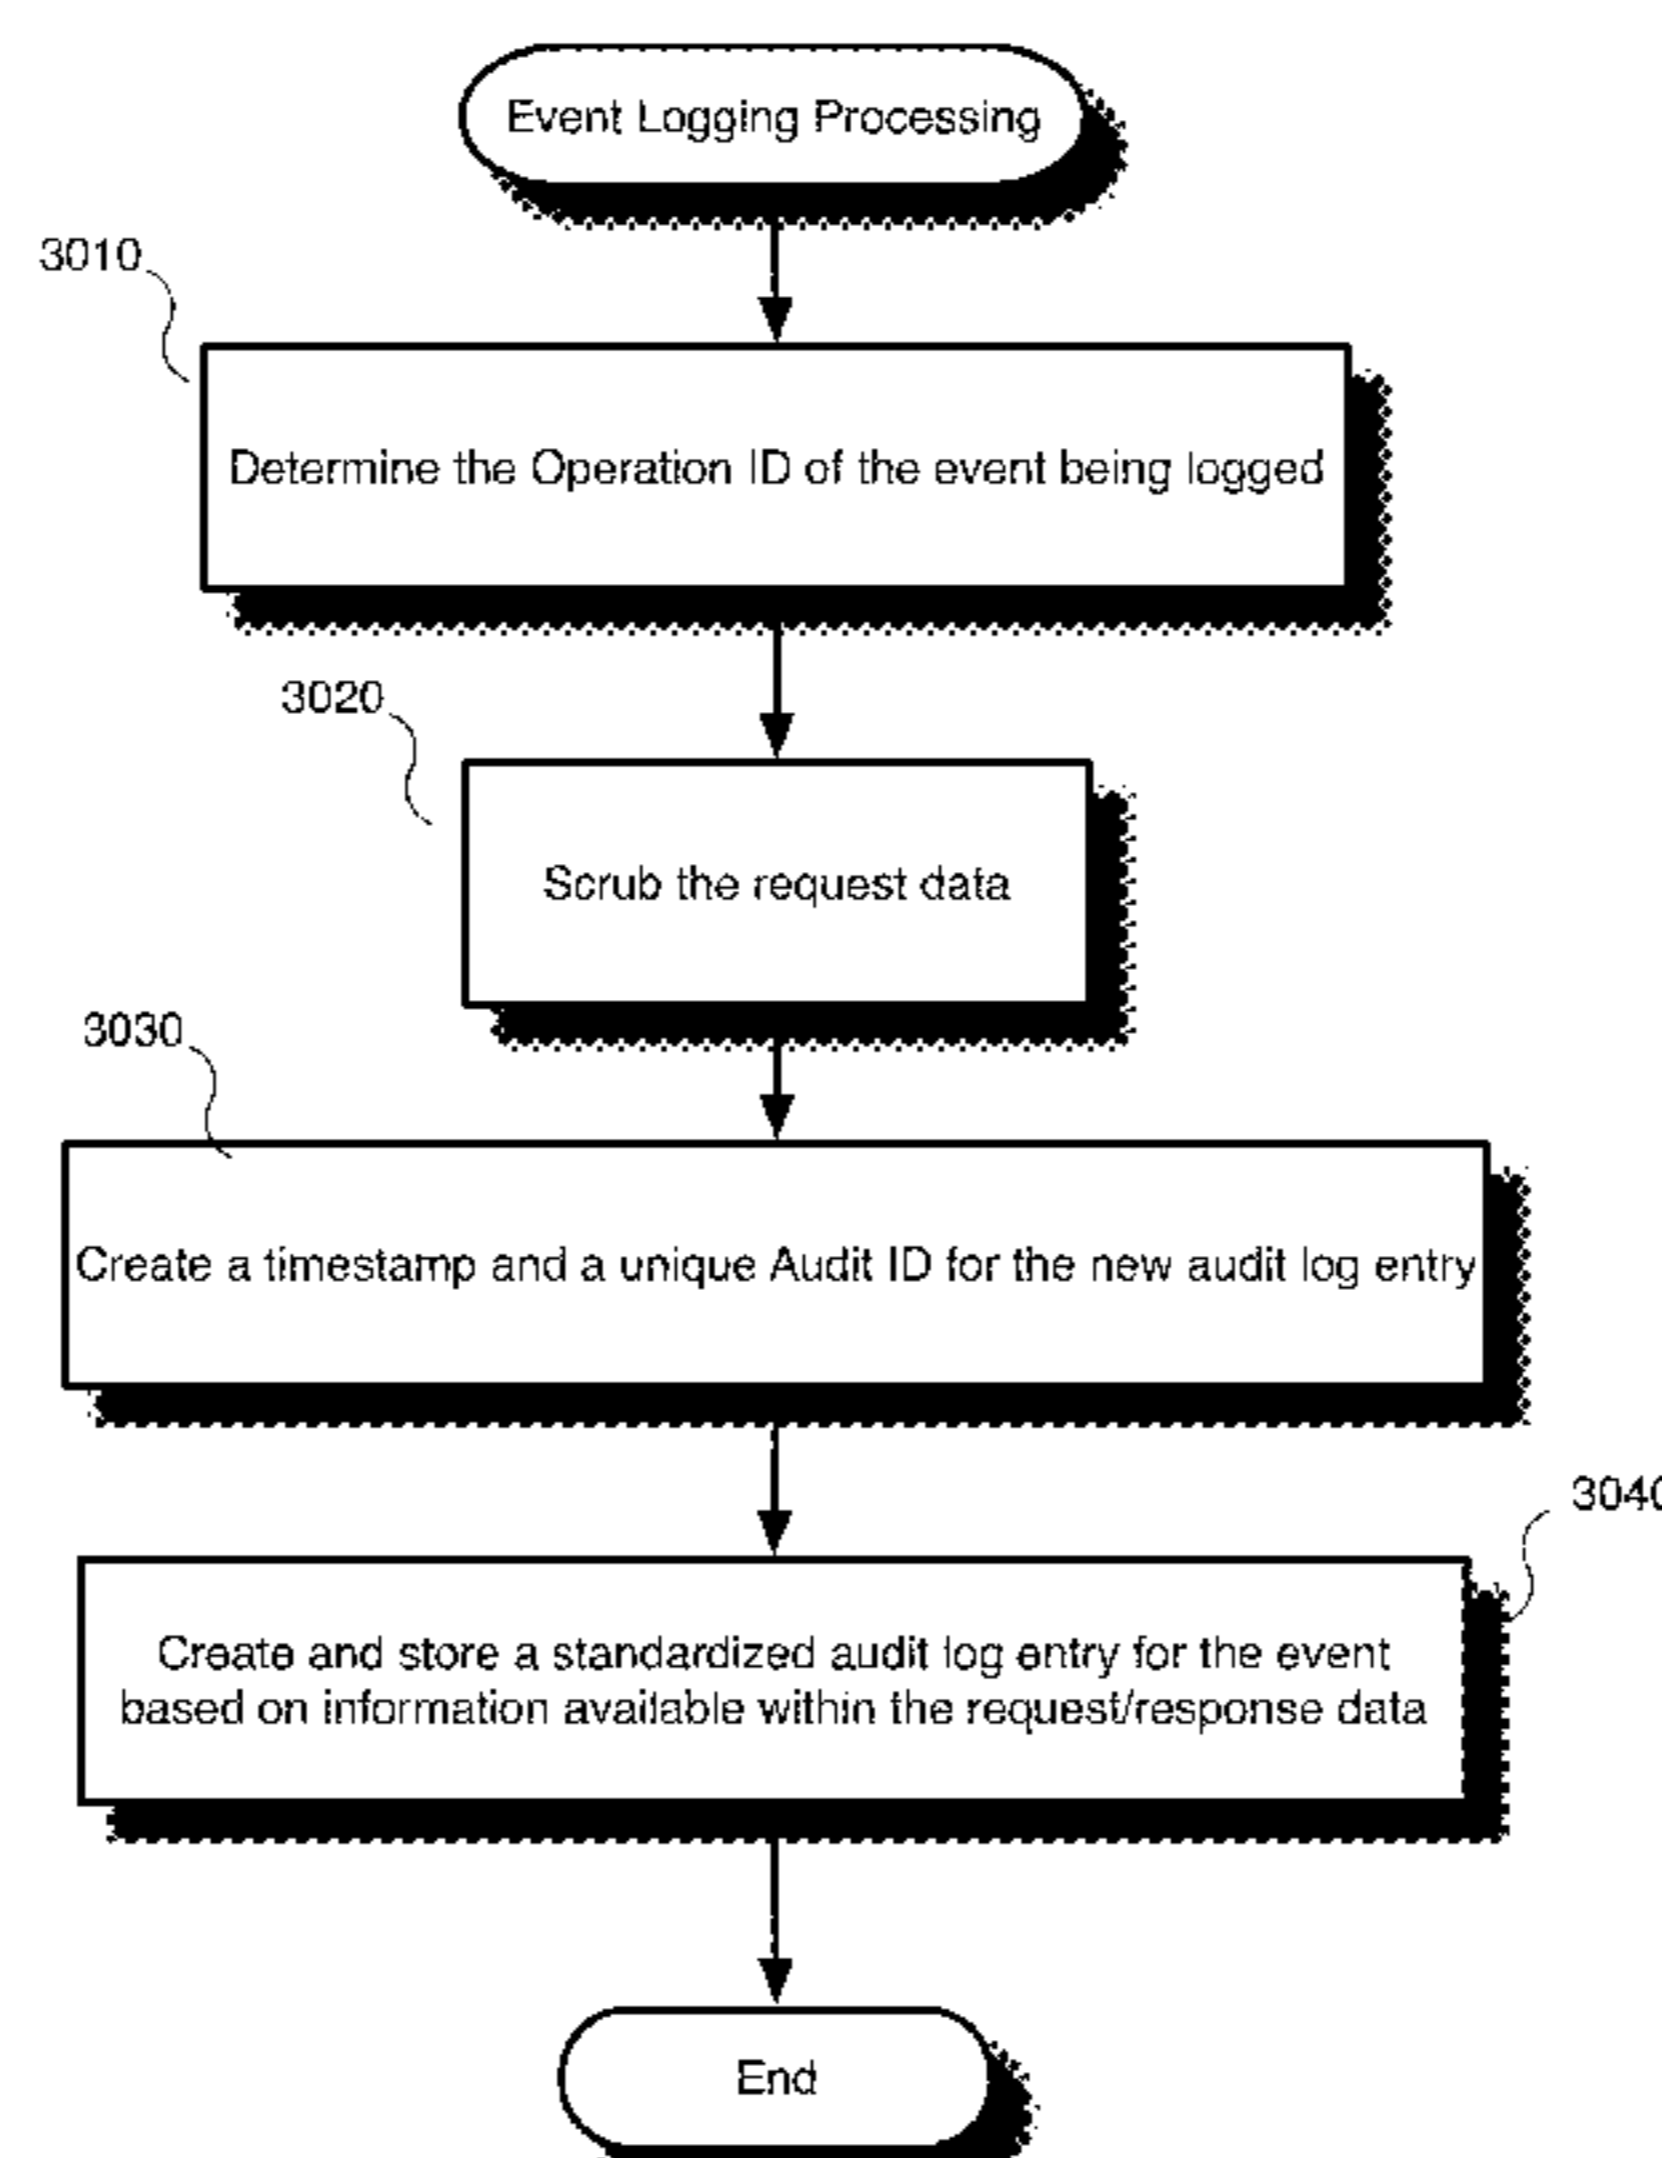 Event Logging Processing
3010
Determine the Operation ID of the event being logged
3020
Scrub the request data
3030
Create a timestamp and a unique Audit ID for the new audit log entry
3040
Create and store a standardized audit log entry for the event
based on information available within the request/response data
End